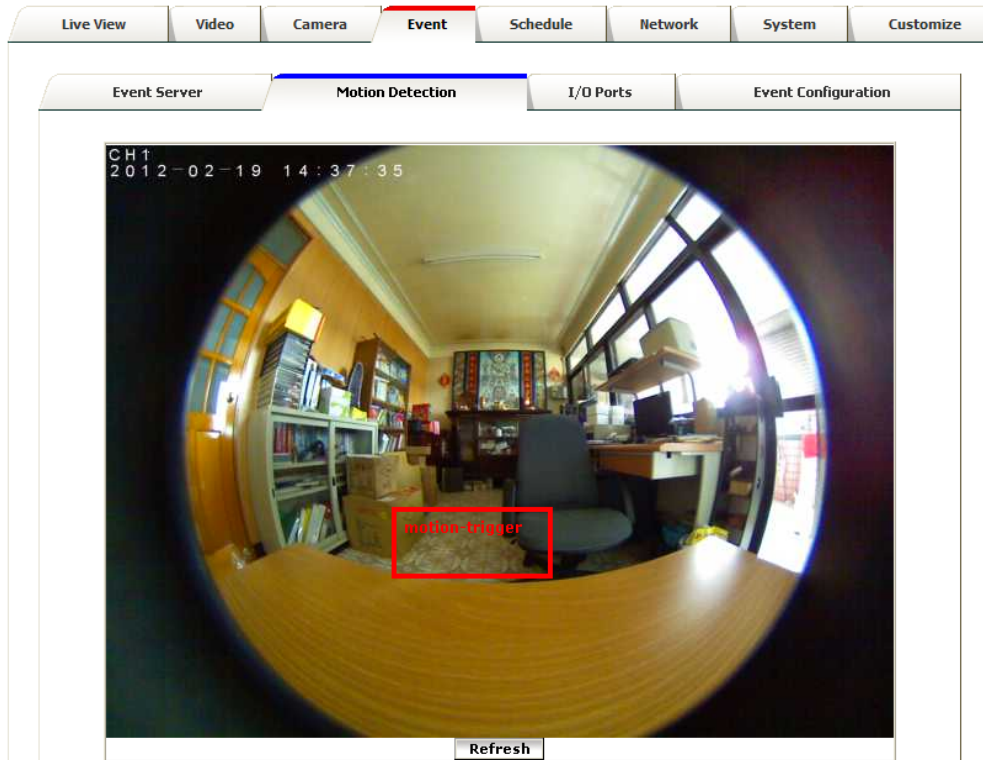 Live View Video Camera Event Schedule Network System Customize
Event Server Motion Detection I/O Ports Event Configuration
CH1
2012-02-19 14:37:35
motion-trigger
Refresh